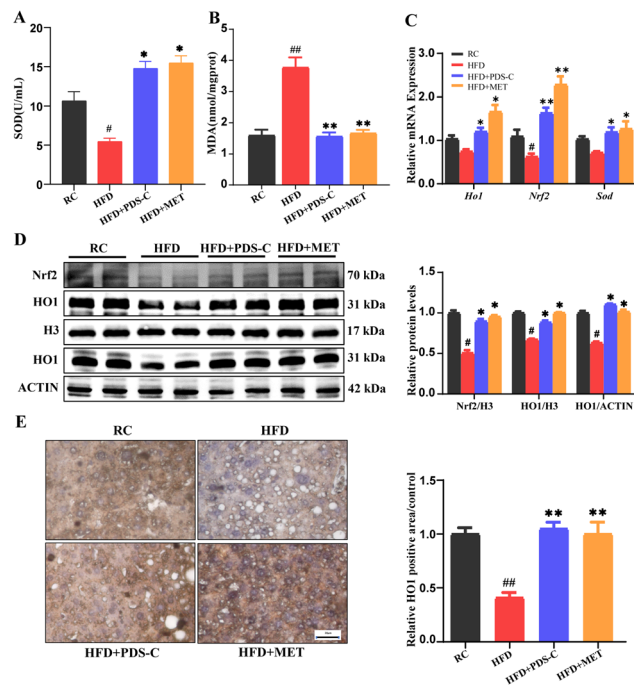 A
SOD(U/mL)
20
15
10
5
0
#
*
*
RC
HFD
HFD+PDS-C
HFD+MET
B
MDA(nmol/mgprot)
5
4
3
2
1
0
##
**
**
RC
HFD
HFD+PDS-C
HFD+MET
C
RC
HFD
HFD+PDS-C
HFD+MET
Relative mRNA Expression
3.0
2.0
1.0
0.0
* * # ** ** * *
Ho1 Nrf2 Sod
D
RC HFD HFD+PDS-C HFD+MET
Nrf2 70 kDa
HO1 31 kDa
H3 17 kDa
HO1 31 kDa
ACTIN 42 kDa
Relative protein levels
1.5
1.0
0.5
0.0
# * * # * * # * *
Nrf2/H3 HO1/H3 HO1/ACTIN
E
RC HFD
HFD+PDS-C HFD+MET
Relative HO1 positive area/control
1.5
1.0
0.5
0.0
##
**
**
RC
HFD
HFD+PDS-C
HFD+MET